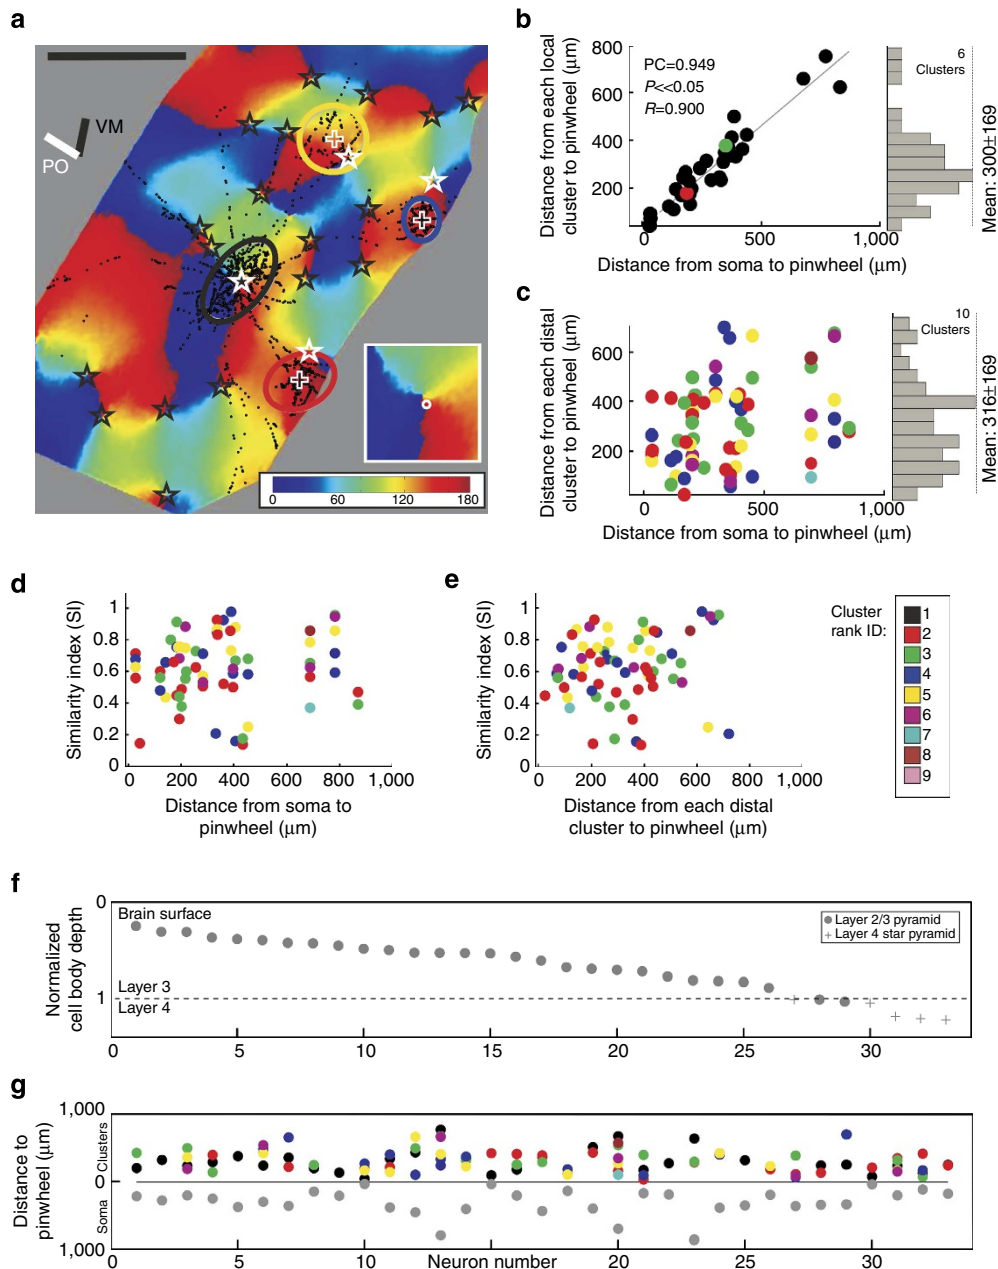 a
VM
PO
0 60 120 180
b
Distance from each local
cluster to pinwheel (μm)
800
600
400
200
PC=0.949
P<<0.05
R=0.900
0 500 1,000
Distance from soma to pinwheel (μm)
6
Clusters
Mean: 300±169
c
Distance from each distal
cluster to pinwheel (μm)
600
400
200
0 500 1,000
Distance from soma to pinwheel (μm)
10
Clusters
Mean: 316±169
d
Similarity index (SI)
1
0.8
0.6
0.4
0.2
0
0 200 400 600 800 1,000
Distance from soma to
pinwheel (μm)
e
Similarity index (SI)
1
0.8
0.6
0.4
0.2
0
0 200 400 600 800 1,000
Distance from each distal
cluster to pinwheel (μm)
Cluster
rank ID:
1
2
3
4
5
6
7
8
9
f
Normalized
cell body depth
0
1
Brain surface
Layer 3
Layer 4
Layer 2/3 pyramid
+ Layer 4 star pyramid
0 5 10 15 20 25 30
g
Distance to
pinwheel (μm)
Clusters
Soma
1,000
0
1,000
0 5 10 15 20 25 30
Neuron number